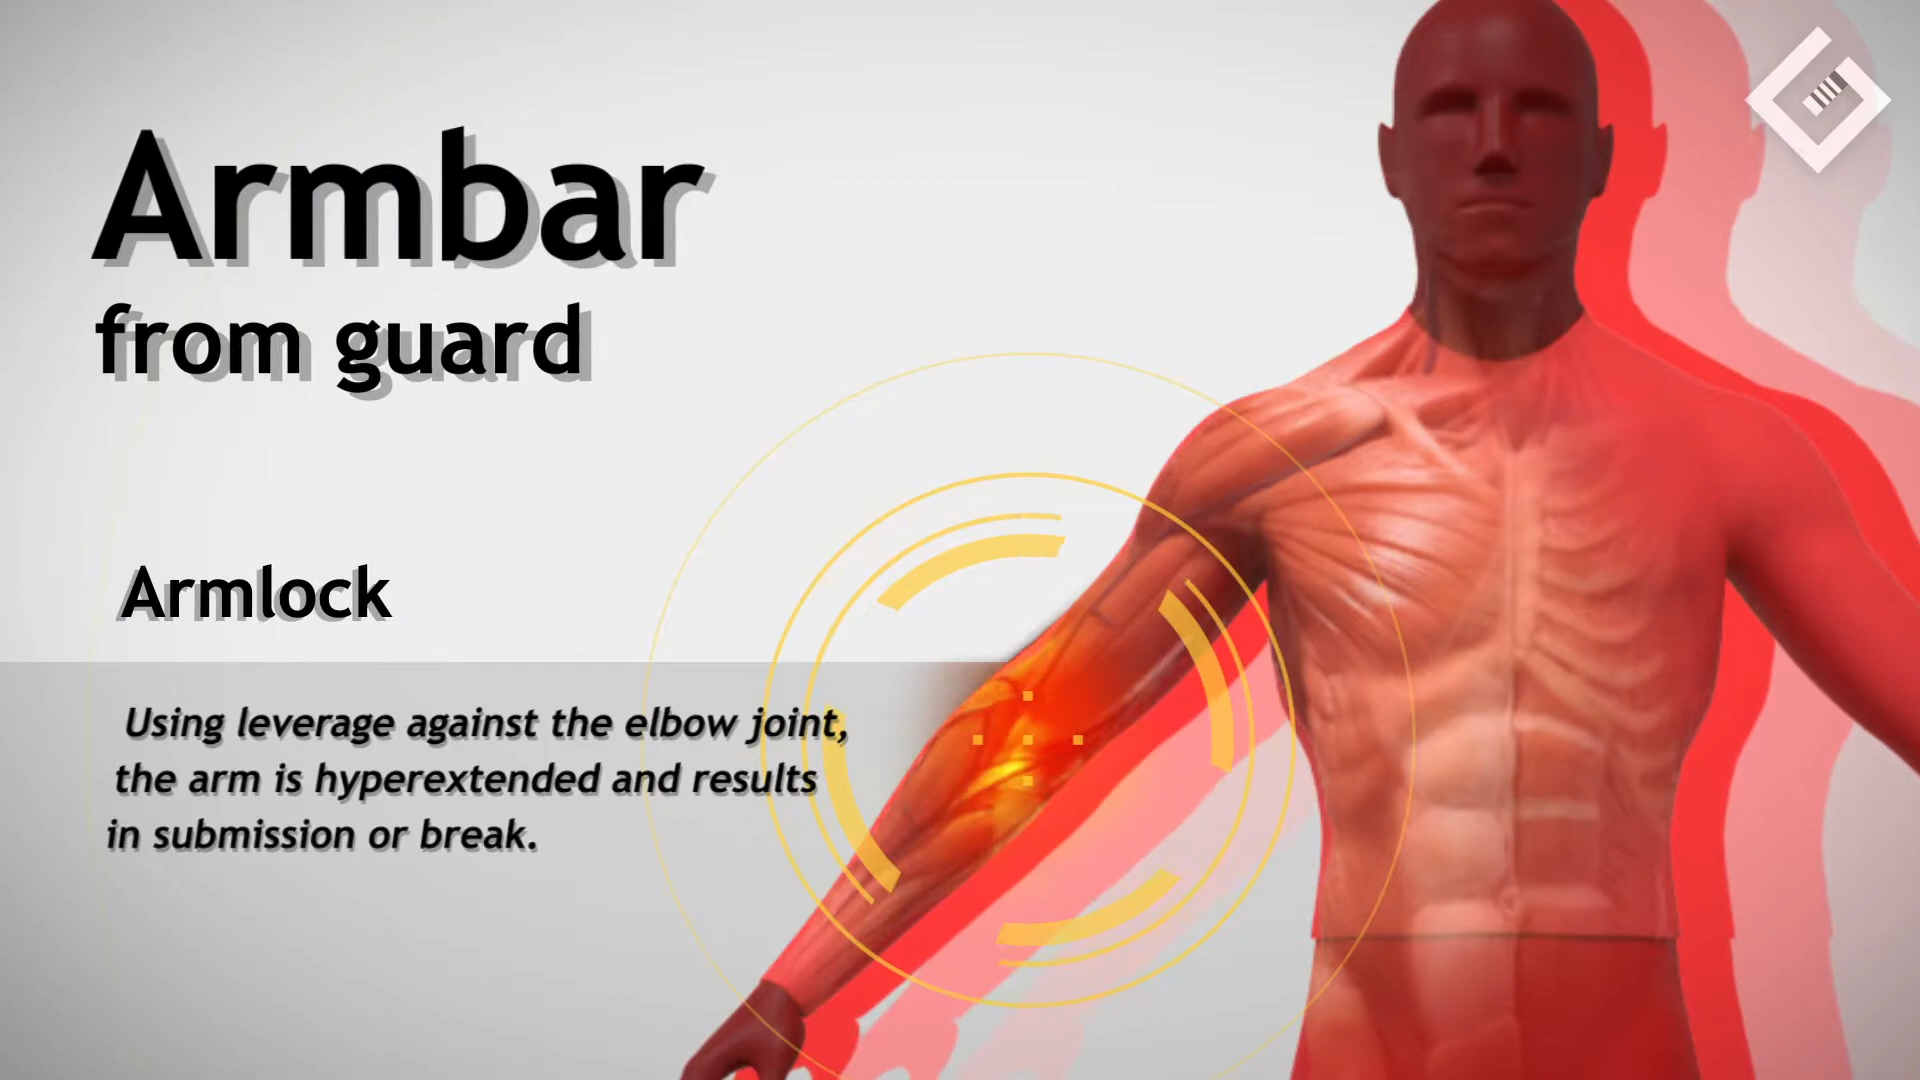 Armbar
from guard
Armlock
Using leverage against the elbow joint,
the arm is hyperextended and results
in submission or break.